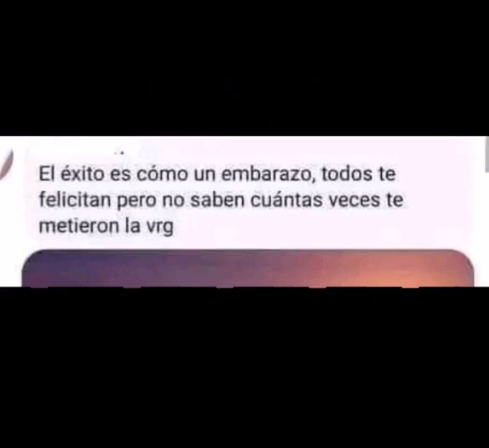 El éxito es cómo un embarazo, todos te
felicitan pero no saben cuántas veces te
metieron la vrg